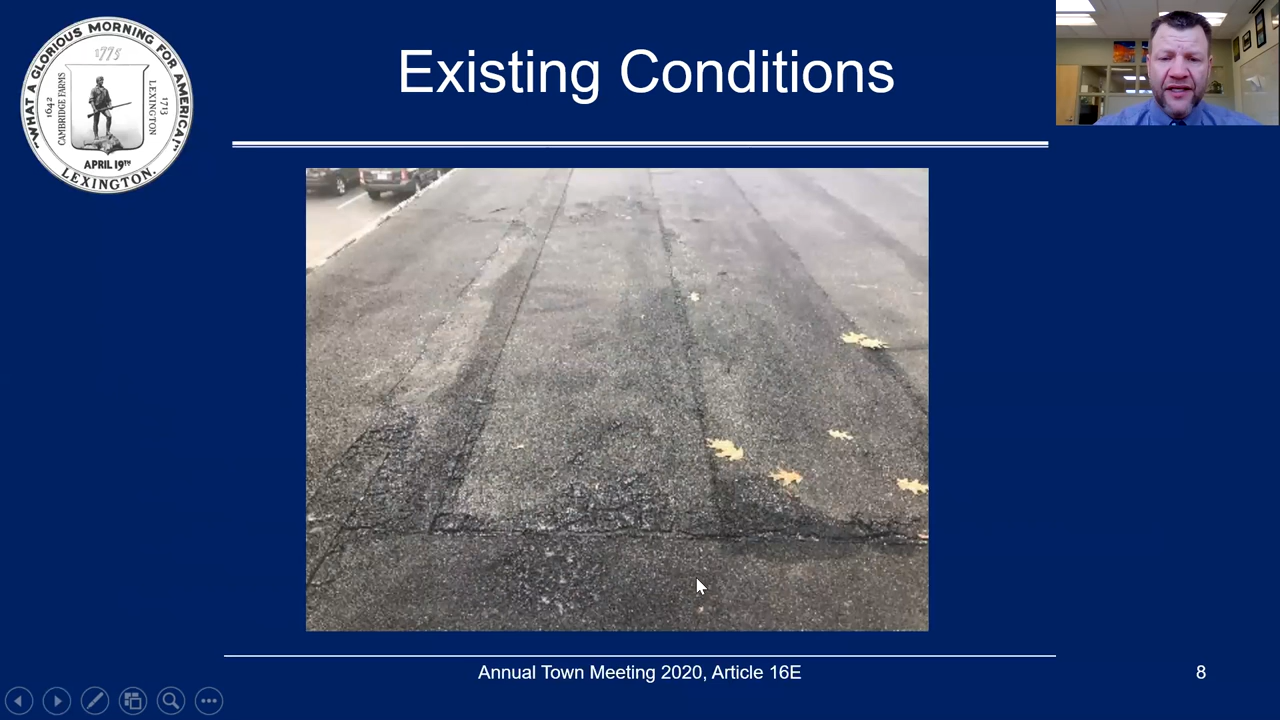 "WHAT A GLORIOUS MORNING FOR AMERICA!"
1775
1642
CAMBRIDGE FARMS
1713
LEXINGTON
APRIL 19TH
LEXINGTON.
Existing Conditions
Annual Town Meeting 2020, Article 16E
8